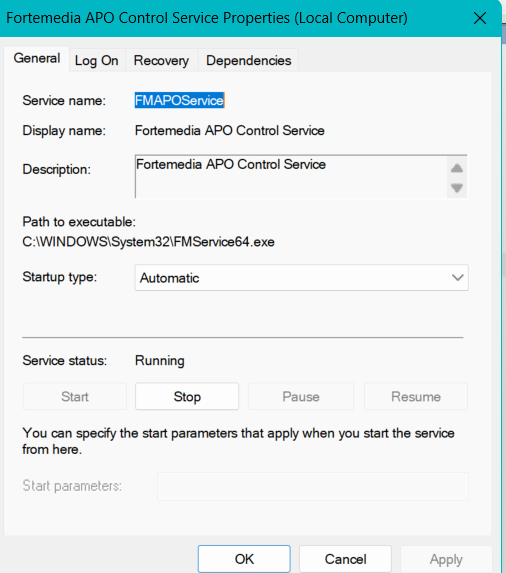 Fortemedia APO Control Service Properties (Local Computer)
General Log On Recovery Dependencies
Service name: FMAPOService
Display name: Fortemedia APO Control Service
Description: Fortemedia APO Control Service
Path to executable:
C:\WINDOWS\System32\FMService64.exe
Startup type: Automatic
Service status: Running
Start Stop Pause Resume
You can specify the start parameters that apply when you start the service
from here.
Start parameters:
OK Cancel Apply